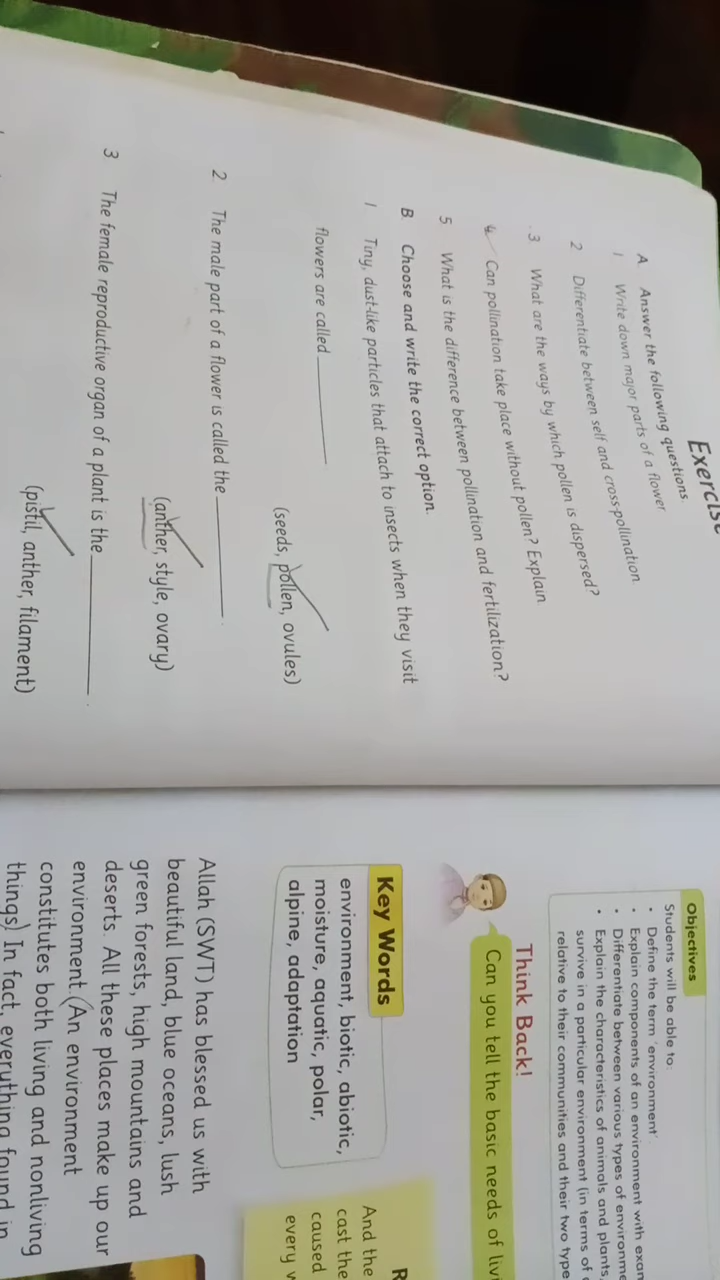 Exercise
A. Answer the following questions.
1 Write down major parts of a flower.
2 Differentiate between self and cross-pollination.
3 What are the ways by which pollen is dispersed?
4. Can pollination take place without pollen? Explain
5 What is the difference between pollination and fertilization?
B Choose and write the correct option.
1 Tiny, dust-like particles that attach to insects when they visit
flowers are called ________
(seeds, pollen, ovules)
2 The male part of a flower is called the ________.
(anther, style, ovary)
3 The female reproductive organ of a plant is the ________.
(pistil, anther, filament)
Objectives
Students will be able to:
• Define the term 'environment'.
• Explain components of an environment with
• Differentiate between various types of
• Explain the characteristics of animals and plants
survive in a particular environment (in terms of
relative to their communities and their two
Think Back!
Can you tell the basic needs of
Key Words
environment, biotic, abiotic,
moisture, aquatic, polar,
alpine, adaptation
Allah (SWT) has blessed us with
beautiful land, blue oceans, lush
green forests, high mountains and
deserts. All these places make up our
environment. (An environment
constitutes both living and nonliving
things) In fact, everything found in
R
And the
cast the
caused
every